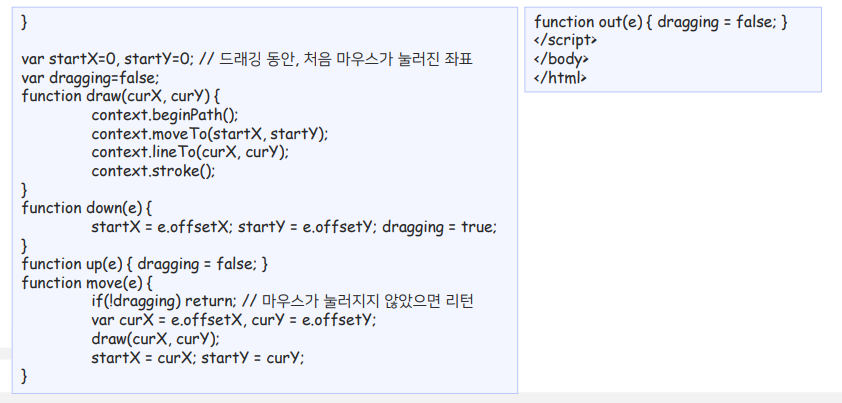 }
var startX=0, startY=0; // 드래깅 동안, 처음 마우스가 눌러진 좌표
var dragging=false;
function draw(curX, curY) {
context.beginPath();
context.moveTo(startX, startY);
context.lineTo(curX, curY);
context.stroke();
}
function down(e) {
startX = e.offsetX; startY = e.offsetY; dragging = true;
}
function up(e) { dragging = false; }
function move(e) {
if(!dragging) return; // 마우스가 눌러지지 않았으면 리턴
var curX = e.offsetX, curY = e.offsetY;
draw(curX, curY);
startX = curX; startY = curY;
}
function out(e) { dragging = false; }
</script>
</body>
</html>